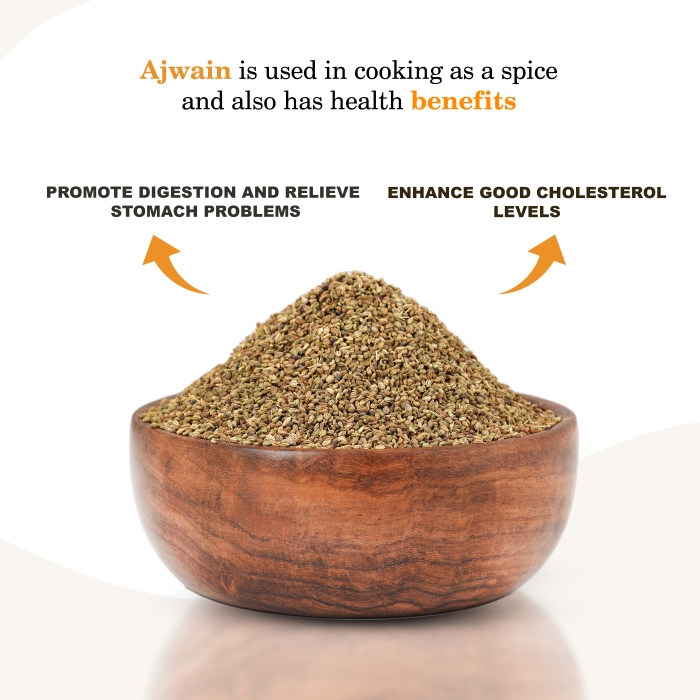 Ajwain is used in cooking as a spice
and also has health benefits
PROMOTE DIGESTION AND RELIEVE
STOMACH PROBLEMS
ENHANCE GOOD CHOLESTEROL
LEVELS